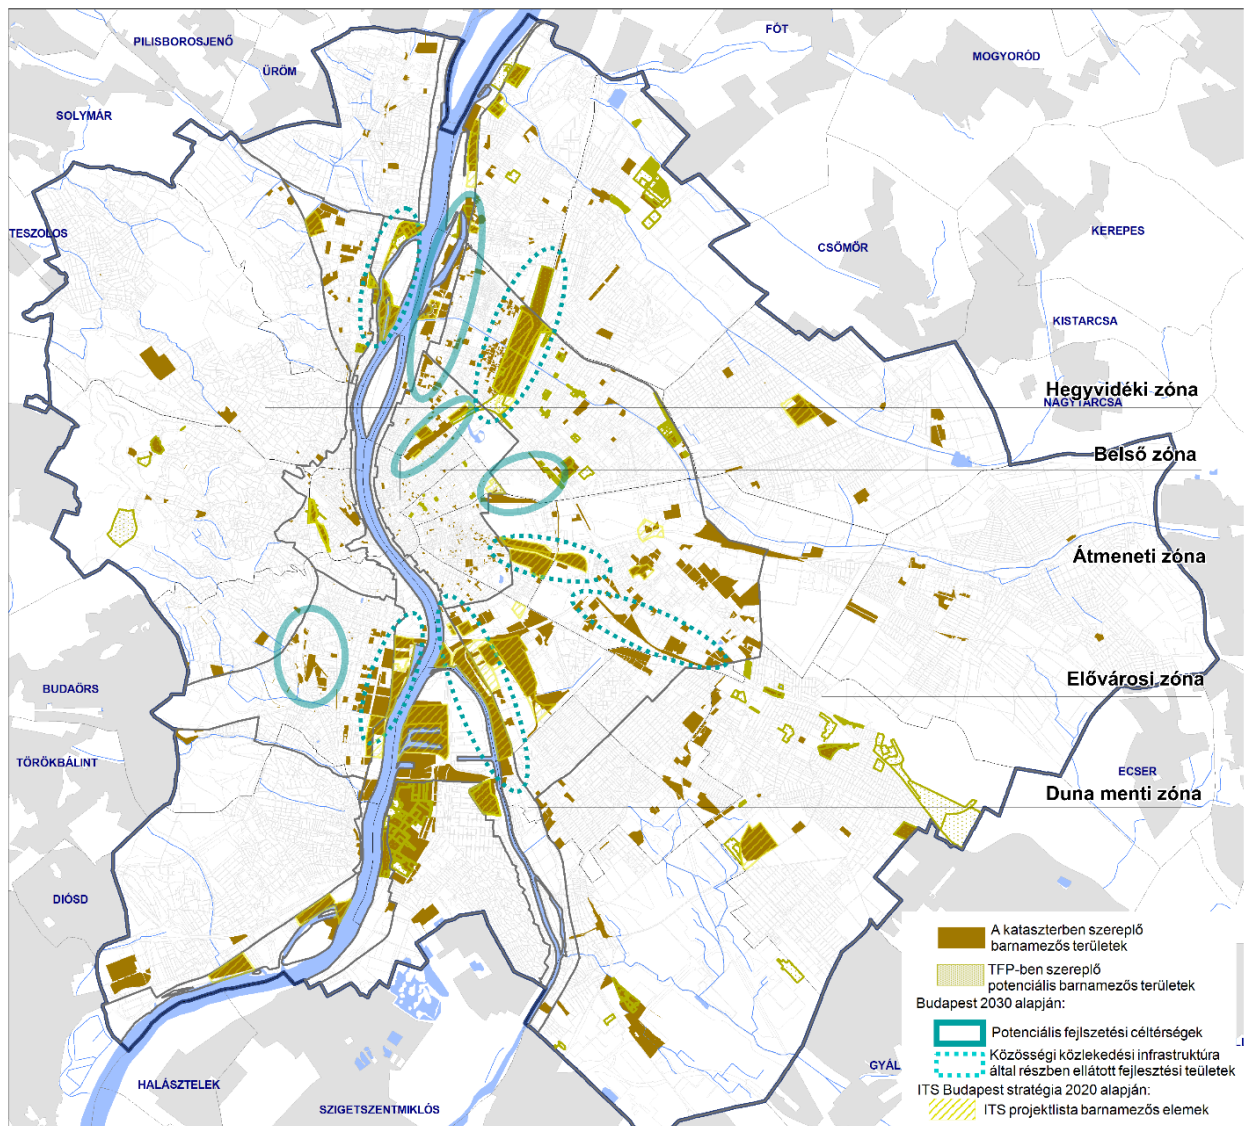 PILISBOROSJENŐ
FÓT
MOGYORÓD
ÜRÖM
SOLYMÁR
TESZOLOS
CSÖMÖR
KEREPES
KISTARCSA
Hegyvidéki zóna
NAGYTARCSA
Belső zóna
Átmeneti zóna
Elővárosi zóna
BUDAÖRS
TÖRÖKBÁLINT
ECSER
Duna menti zóna
DIÓSD
A kataszterben szereplő
barnamezős területek
TFP-ben szereplő
potenciális barnamezős területek
Budapest 2030 alapján:
Potenciális fejlszetési céltérségek
Közösségi közlekedési infrastruktúra
által részben ellátott fejlesztési teületek
GYÁL
ITS Budapest stratégia 2020 alapján:
ITS projektlista barnamezős elemek
HALÁSZTELEK
SZIGETSZENTMIKLÓS